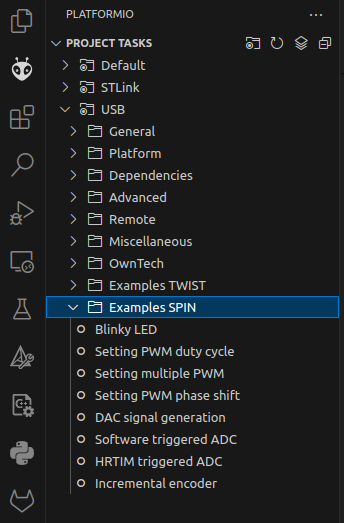 PLATFORMIO
PROJECT TASKS
Default
STLink
USB
General
Platform
Dependencies
Advanced
Remote
Miscellaneous
OwnTech
Examples TWIST
Examples SPIN
Blinky LED
Setting PWM duty cycle
Setting multiple PWM
Setting PWM phase shift
DAC signal generation
Software triggered ADC
HRTIM triggered ADC
Incremental encoder